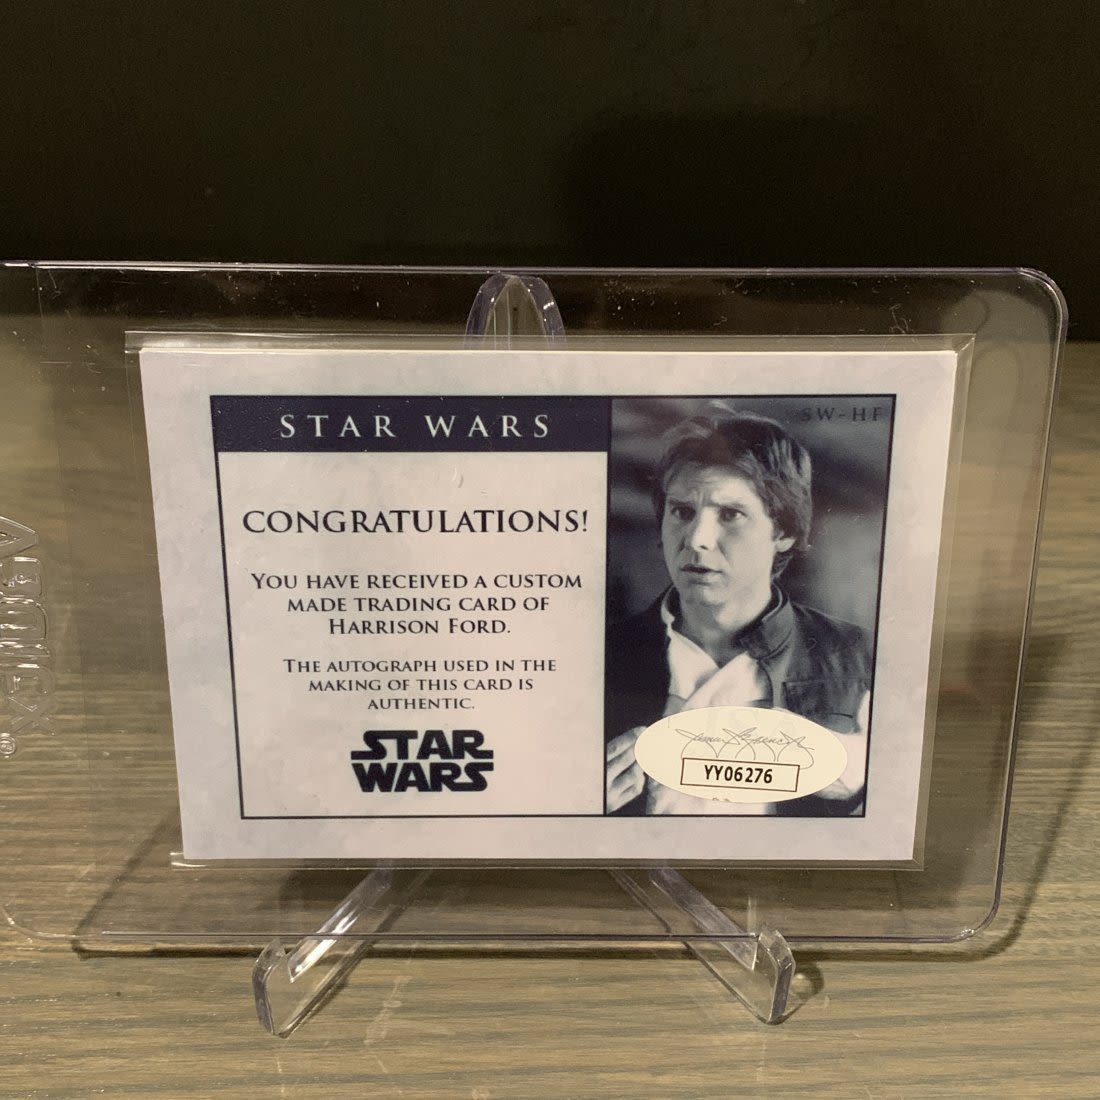 STAR WARS
SW-HF
CONGRATULATIONS!
YOU HAVE RECEIVED A CUSTOM
MADE TRADING CARD OF
HARRISON FORD.
THE AUTOGRAPH USED IN THE
MAKING OF THIS CARD IS
AUTHENTIC.
STAR
WARS
YY06276